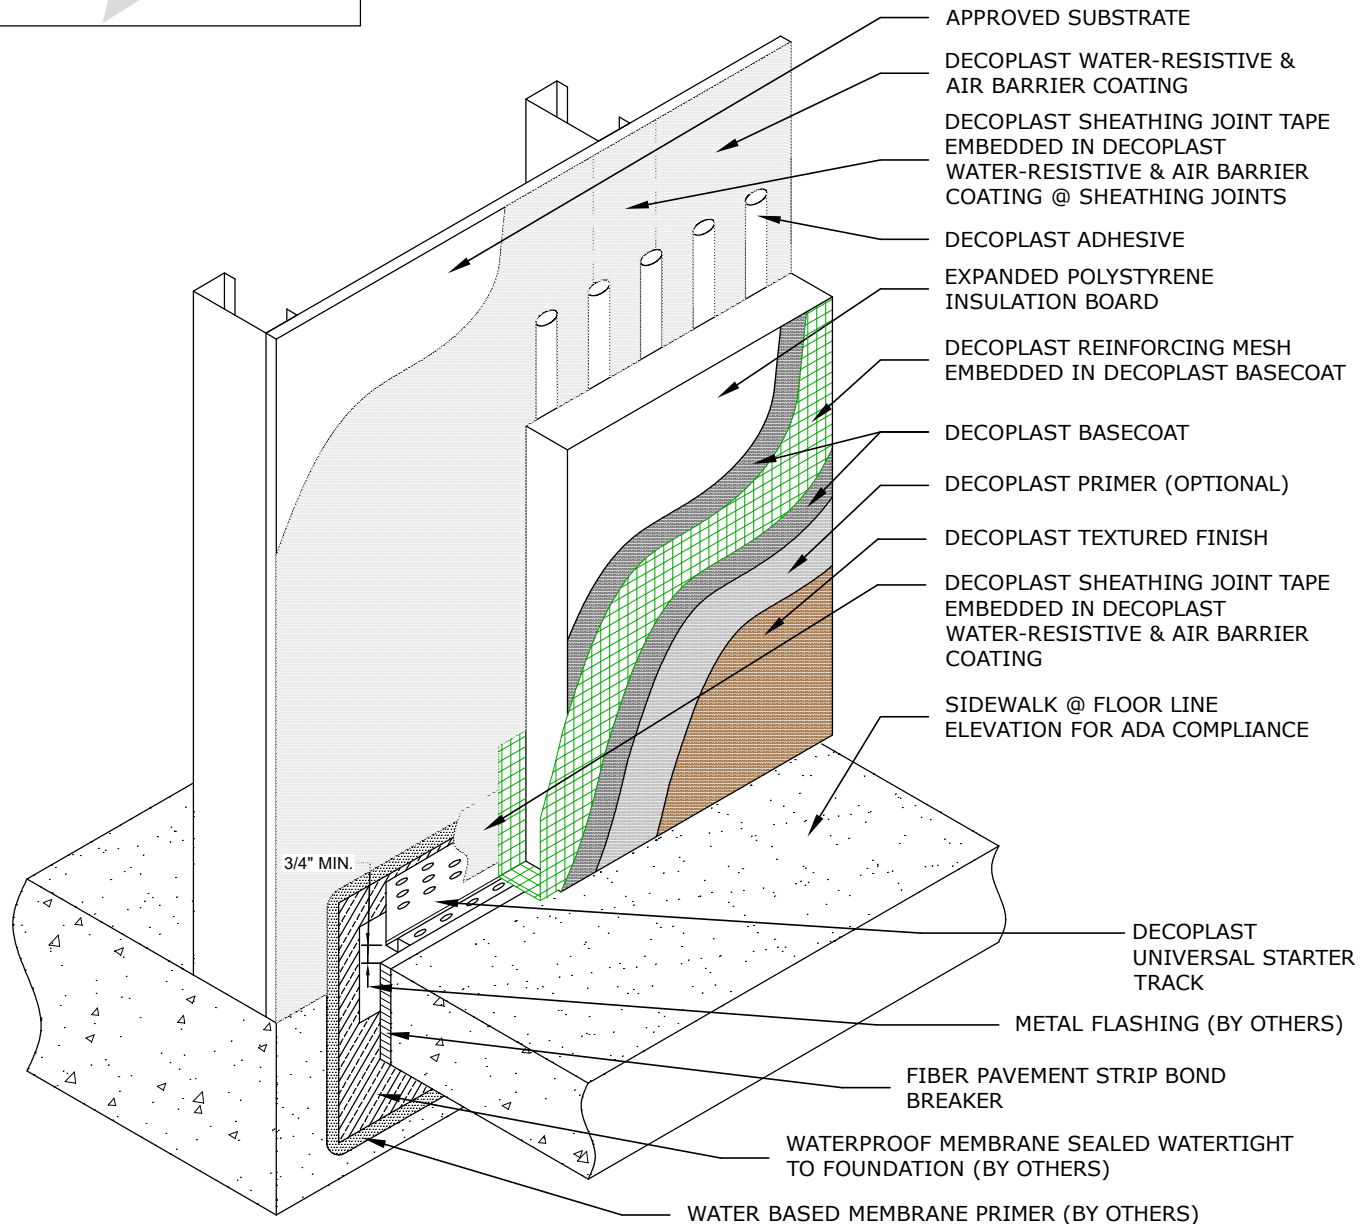 APPROVED SUBSTRATE
DECOPLAST WATER-RESISTIVE &
AIR BARRIER COATING
DECOPLAST SHEATHING JOINT TAPE
EMBEDDED IN DECOPLAST
WATER-RESISTIVE & AIR BARRIER
COATING @ SHEATHING JOINTS
DECOPLAST ADHESIVE
EXPANDED POLYSTYRENE
INSULATION BOARD
DECOPLAST REINFORCING MESH
EMBEDDED IN DECOPLAST BASECOAT
DECOPLAST BASECOAT
DECOPLAST PRIMER (OPTIONAL)
DECOPLAST TEXTURED FINISH
DECOPLAST SHEATHING JOINT TAPE
EMBEDDED IN DECOPLAST
WATER-RESISTIVE & AIR BARRIER
COATING
SIDEWALK @ FLOOR LINE
ELEVATION FOR ADA COMPLIANCE
3/4" MIN.
DECOPLAST
UNIVERSAL STARTER
TRACK
METAL FLASHING (BY OTHERS)
FIBER PAVEMENT STRIP BOND
BREAKER
WATERPROOF MEMBRANE SEALED WATERTIGHT
TO FOUNDATION (BY OTHERS)
WATER BASED MEMBRANE PRIMER (BY OTHERS)